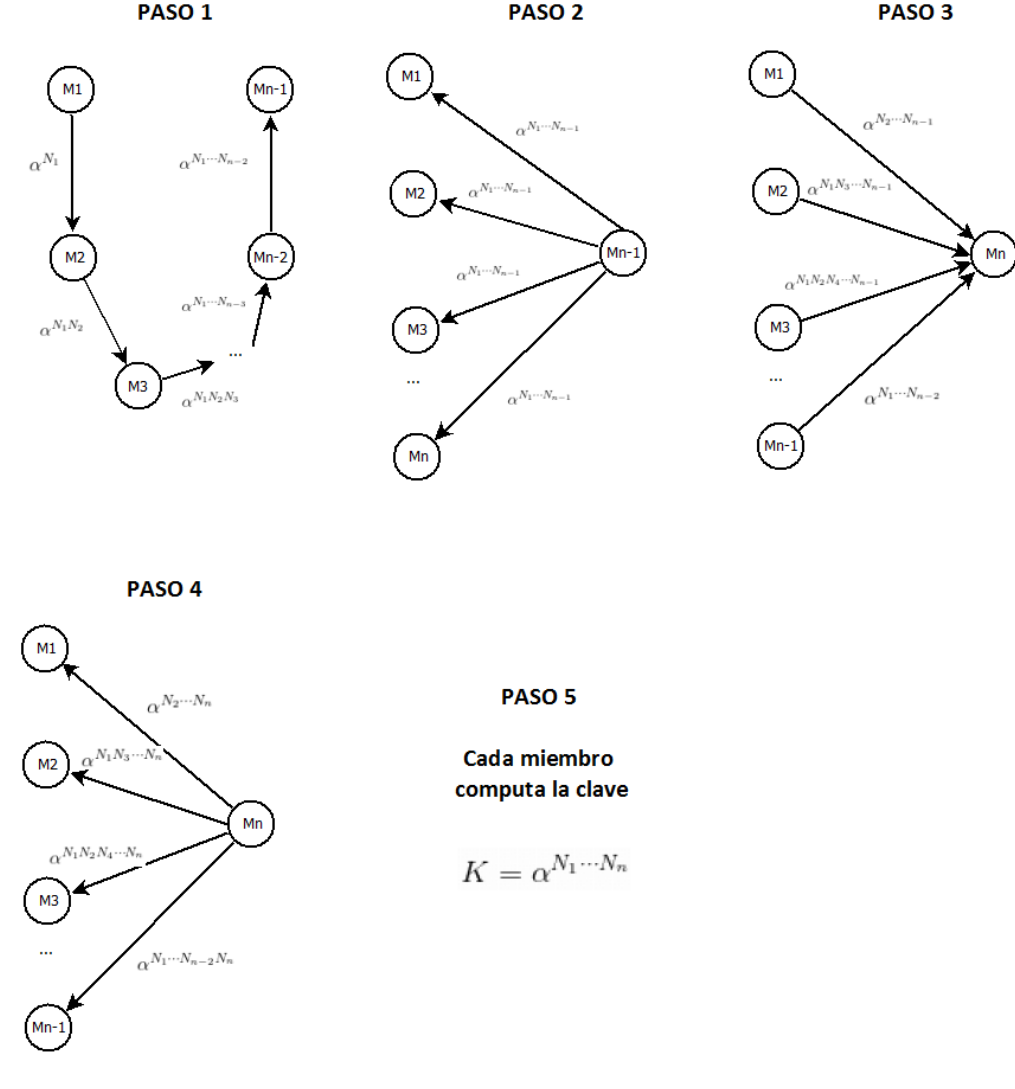 PASO 1
M1
Mn-1
α^{N_1}
α^{N_1⋯N_{n-2}}
M2
Mn-2
α^{N_1N_2}
α^{N_1⋯N_{n-3}}
...
M3
α^{N_1N_2N_3}
PASO 2
M1
α^{N_1⋯N_{n-1}}
M2
α^{N_1⋯N_{n-1}}
Mn-1
α^{N_1⋯N_{n-1}}
M3
...
α^{N_1⋯N_{n-1}}
Mn
PASO 3
M1
α^{N_2⋯N_{n-1}}
M2
α^{N_1N_3⋯N_{n-1}}
Mn
α^{N_1N_2N_4⋯N_{n-1}}
M3
...
α^{N_1⋯N_{n-2}}
Mn-1
PASO 4
M1
α^{N_2⋯N_n}
M2
α^{N_1N_3⋯N_n}
Mn
α^{N_1N_2N_4⋯N_n}
M3
...
α^{N_1⋯N_{n-2}N_n}
Mn-1
PASO 5
Cada miembro
computa la clave
K = α^{N_1⋯N_n}